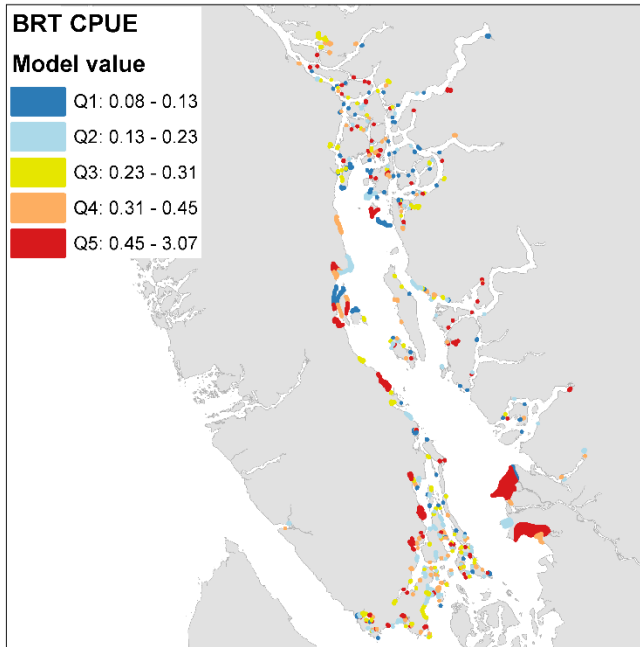 BRT CPUE
Model value
Q1: 0.08 - 0.13
Q2: 0.13 - 0.23
Q3: 0.23 - 0.31
Q4: 0.31 - 0.45
Q5: 0.45 - 3.07